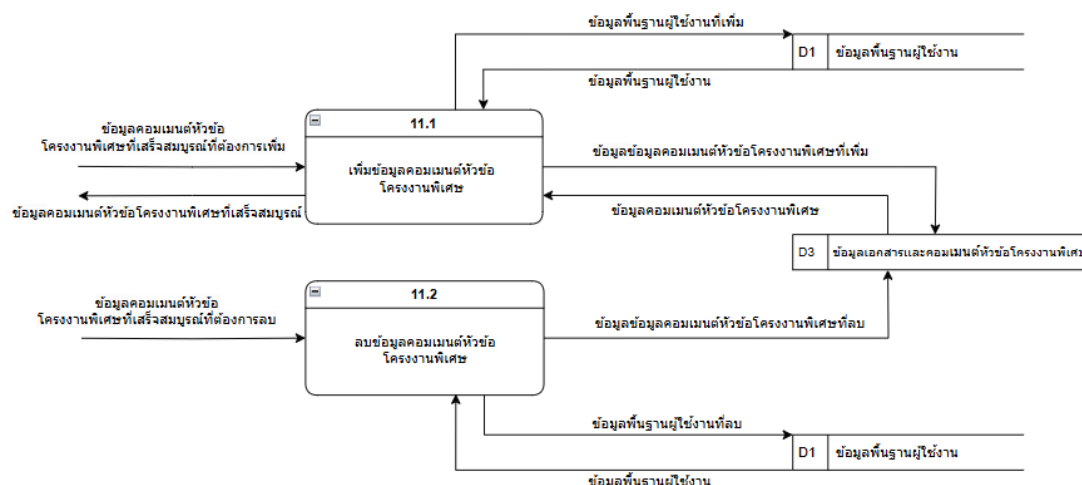 ข้อมูลพื้นฐานผู้ใช้งานที่เพิ่ม
D1 ข้อมูลพื้นฐานผู้ใช้งาน
ข้อมูลพื้นฐานผู้ใช้งาน
11.1
ข้อมูลคอมเมนต์หัวข้อ
โครงงานพิเศษที่เสร็จสมบูรณ์ที่ต้องการเพิ่ม
เพิ่มข้อมูลคอมเมนต์หัวข้อ
โครงงานพิเศษ
ข้อมูลข้อมูลคอมเมนต์หัวข้อโครงงานพิเศษที่เพิ่ม
ข้อมูลคอมเมนต์หัวข้อโครงงานพิเศษที่เสร็จสมบูรณ์
ข้อมูลคอมเมนต์หัวข้อโครงงานพิเศษ
D3 ข้อมูลเอกสารและคอมเมนต์หัวข้อโครงงานพิเศษ
11.2
ข้อมูลคอมเมนต์หัวข้อ
โครงงานพิเศษที่เสร็จสมบูรณ์ที่ต้องการลบ
ลบข้อมูลคอมเมนต์หัวข้อ
โครงงานพิเศษ
ข้อมูลข้อมูลคอมเมนต์หัวข้อโครงงานพิเศษที่ลบ
ข้อมูลพื้นฐานผู้ใช้งานที่ลบ
D1 ข้อมูลพื้นฐานผู้ใช้งาน
ข้อมูลพื้นฐานผู้ใช้งาน